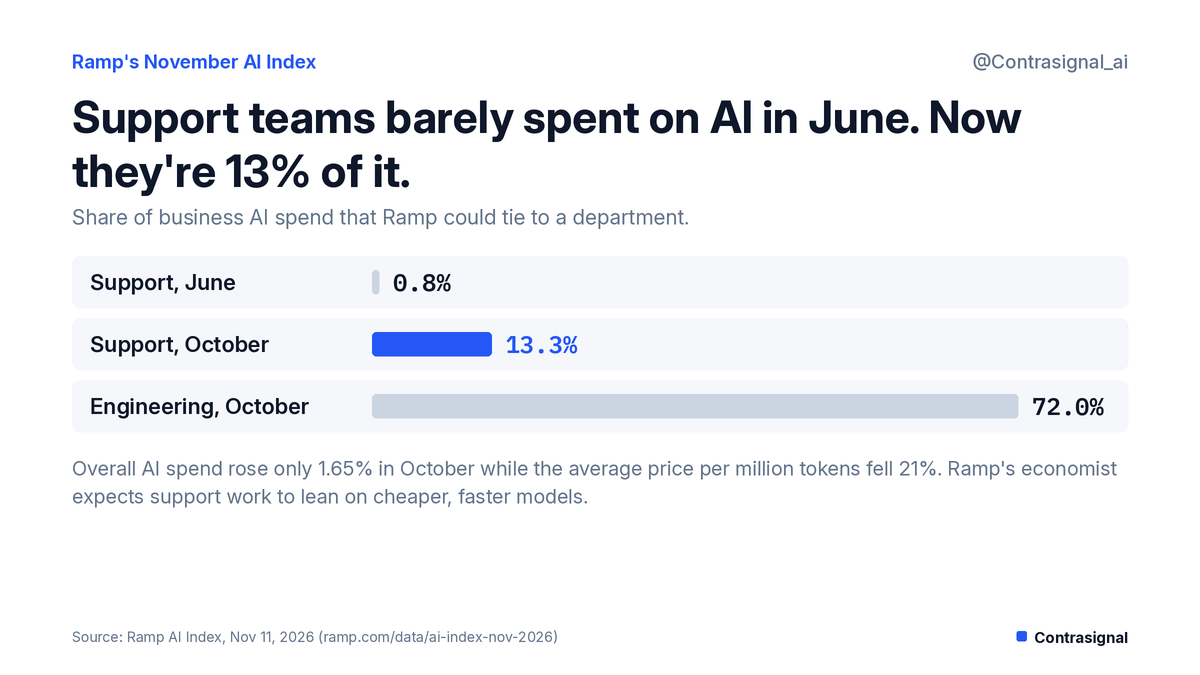 Ramp's November AI Index
@Contrasignal_ai
Support teams barely spent on AI in June. Now
they're 13% of it.
Share of business AI spend that Ramp could tie to a department.
Support, June
0.8%
Support, October
13.3%
Engineering, October
72.0%
Overall AI spend rose only 1.65% in October while the average price per million tokens fell 21%. Ramp's economist
expects support work to lean on cheaper, faster models.
Source: Ramp AI Index, Nov 11, 2026 (ramp.com/data/ai-index-nov-2026)
Contrasignal